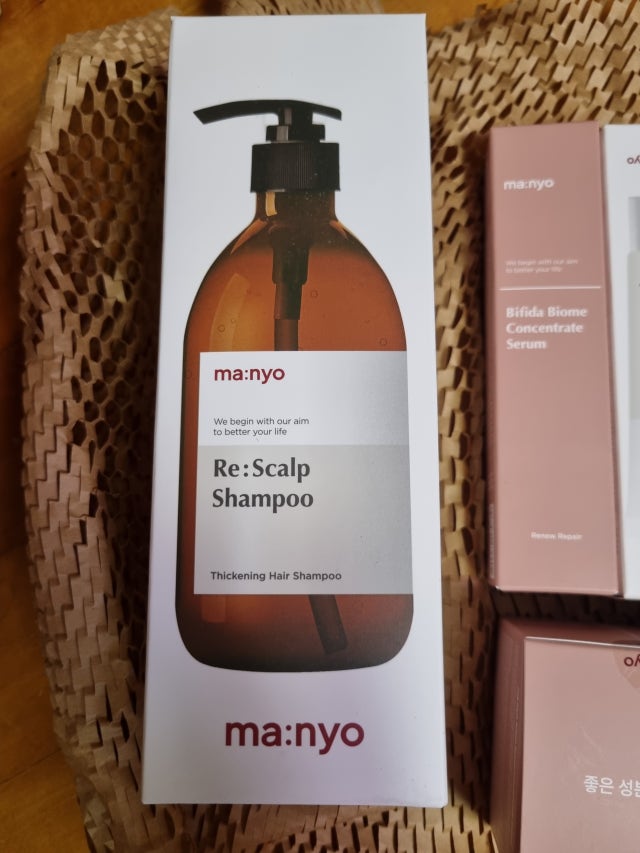 ma:nyo
We begin with our aim
to better your life
Re:Scalp
Shampoo
Thickening Hair Shampoo
ma:nyo
ma:nyo
We begin with our aim
to better your life
Bifida Biome
Concentrate
Serum
Renew. Repair
좋은